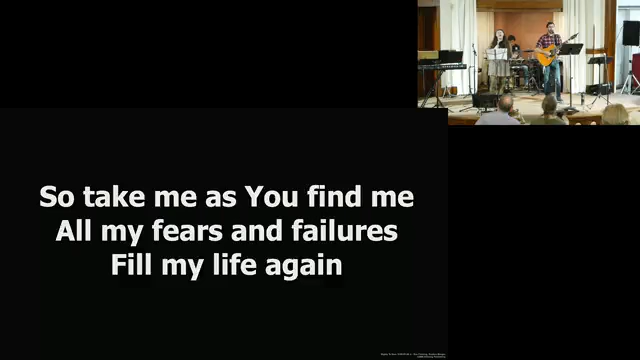 So take me as You find me
All my fears and failures
Fill my life again